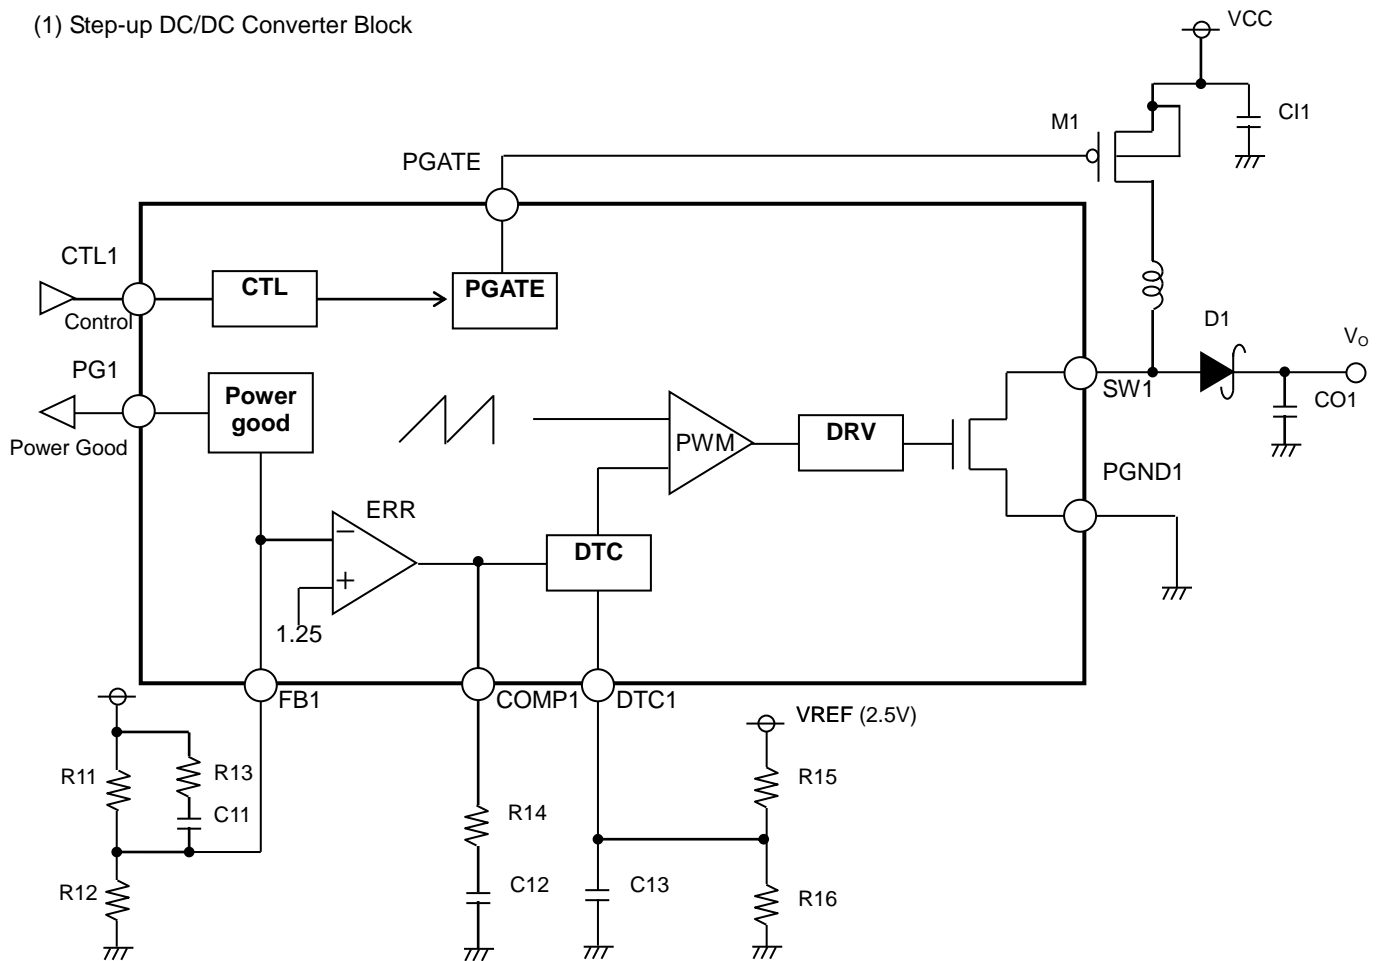 (1) Step-up DC/DC Converter Block
VCC
CI1
M1
PGATE
CTL1
CTL
PGATE
Control
D1
VO
PG1
Power
good
SW1
CO1
Power Good
PWM
DRV
PGND1
ERR
−
+
DTC
1.25
FB1
COMP1
DTC1
VREF (2.5V)
R11
R13
R15
C11
R14
R12
C12
C13
R16